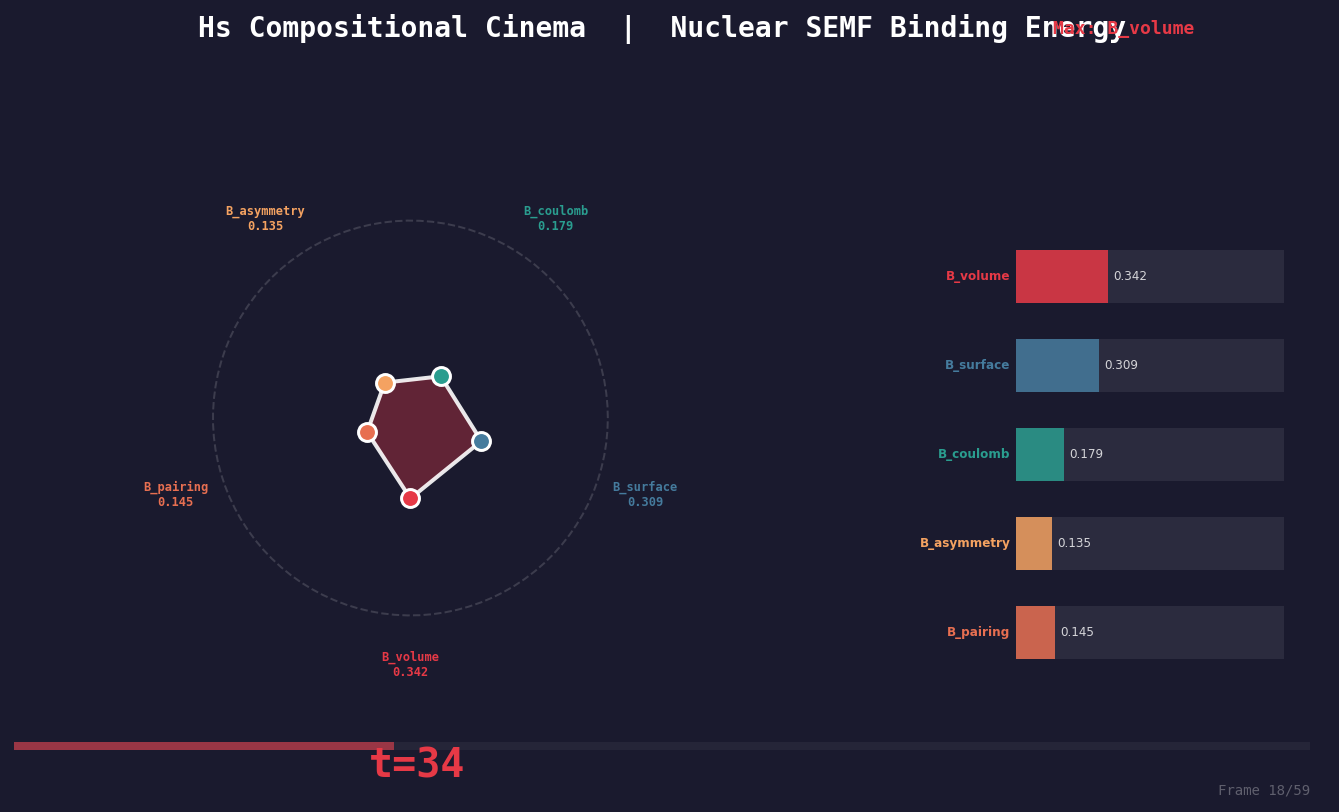 Hs Compositional Cinema | Nuclear SEMF Binding Energy
Max: B_volume
B_asymmetry
0.135
B_coulomb
0.179
B_pairing
0.145
B_surface
0.309
B_volume
0.342
B_volume 0.342
B_surface 0.309
B_coulomb 0.179
B_asymmetry 0.135
B_pairing 0.145
t=34
Frame 18/59